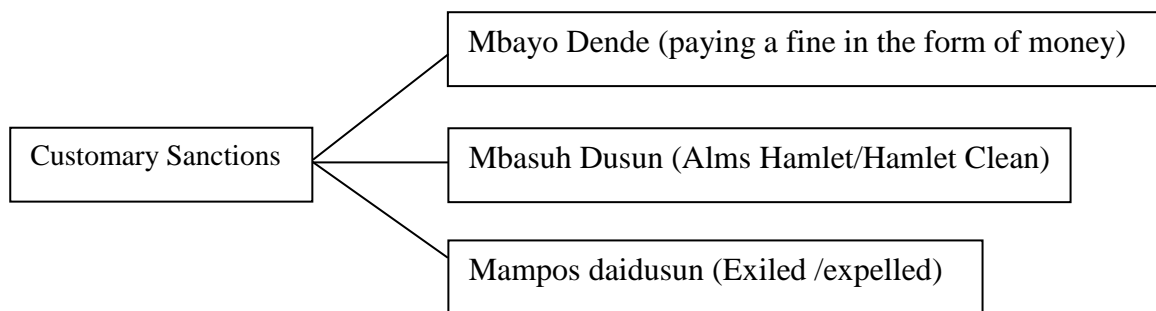 Mbayo Dende (paying a fine in the form of money)
Customary Sanctions
Mbasuh Dusun (Alms Hamlet/Hamlet Clean)
Mampos daidusun (Exiled /expelled)